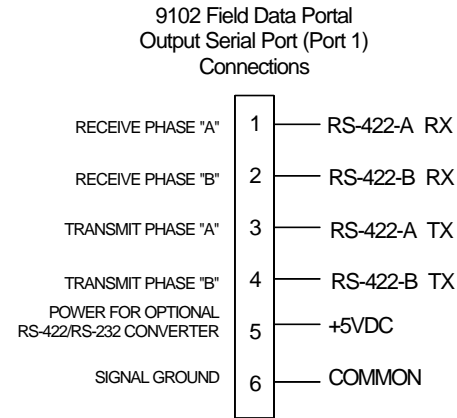 9102 Field Data Portal
Output Serial Port (Port 1)
Connections
RECEIVE PHASE "A" 1 RS-422-A RX
RECEIVE PHASE "B" 2 RS-422-B RX
TRANSMIT PHASE "A" 3 RS-422-A TX
TRANSMIT PHASE "B" 4 RS-422-B TX
POWER FOR OPTIONAL
RS-422/RS-232 CONVERTER 5 +5VDC
SIGNAL GROUND 6 COMMON